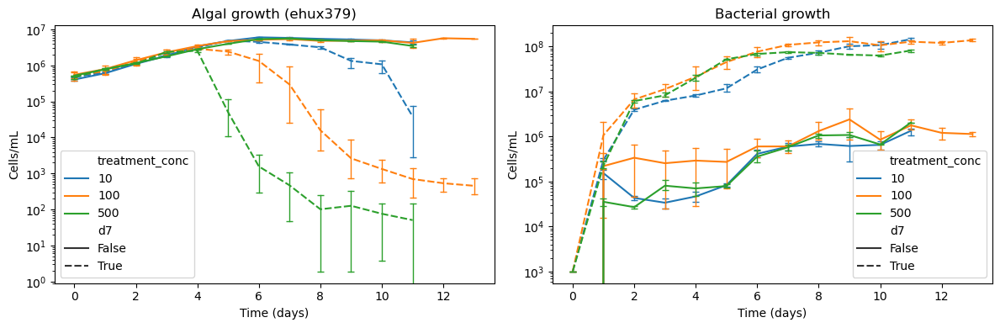 Algal growth (ehux379)
Cells/mL
10⁷
10⁶
10⁵
10⁴
10³
10²
10¹
10⁰
treatment_conc
10
100
500
d7
False
True
0 2 4 6 8 10 12
Time (days)
Bacterial growth
Cells/mL
10⁸
10⁷
10⁶
10⁵
10⁴
10³
treatment_conc
10
100
500
d7
False
True
0 2 4 6 8 10 12
Time (days)